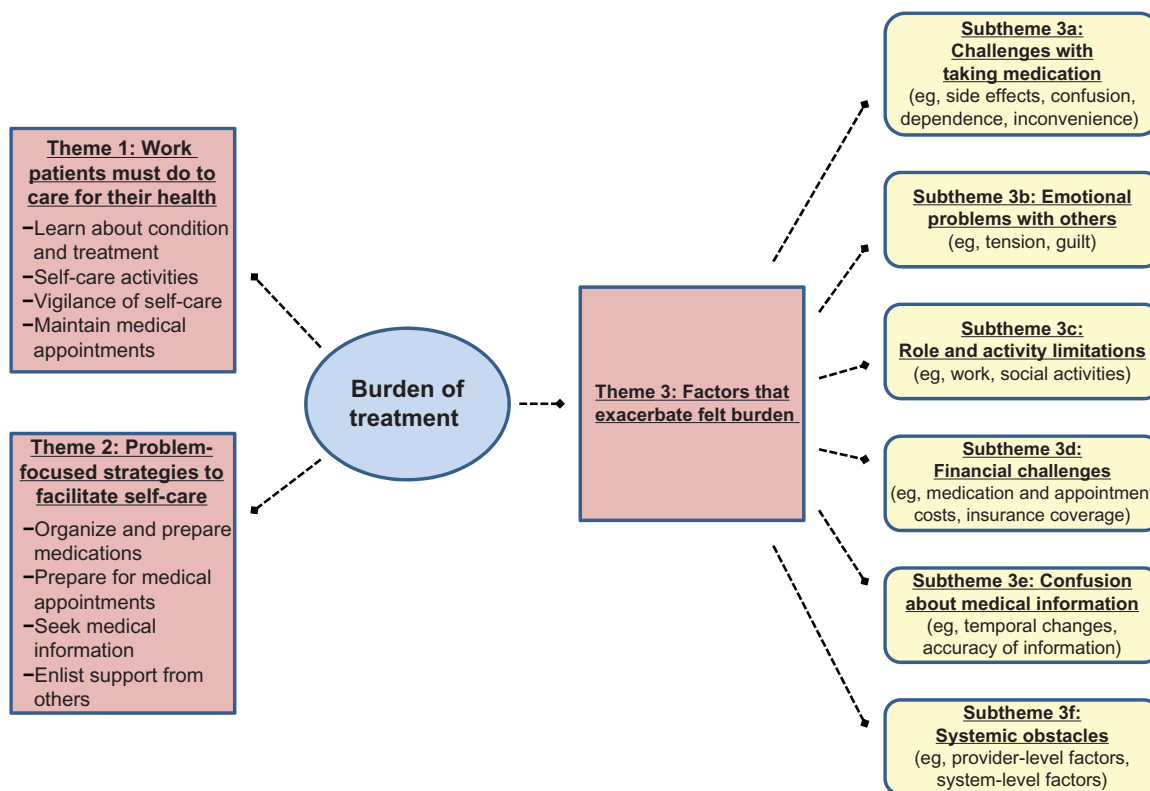 Theme 1: Work
patients must do to
care for their health
−Learn about condition
and treatment
−Self-care activities
−Vigilance of self-care
−Maintain medical
appointments
Theme 2: Problem-
focused strategies to
facilitate self-care
−Organize and prepare
medications
−Prepare for medical
appointments
−Seek medical
information
−Enlist support from
others
Burden of
treatment
Theme 3: Factors that
exacerbate felt burden
Subtheme 3a:
Challenges with
taking medication
(eg, side effects, confusion,
dependence, inconvenience)
Subtheme 3b: Emotional
problems with others
(eg, tension, guilt)
Subtheme 3c:
Role and activity limitations
(eg, work, social activities)
Subtheme 3d:
Financial challenges
(eg, medication and appointment
costs, insurance coverage)
Subtheme 3e: Confusion
about medical information
(eg, temporal changes,
accuracy of information)
Subtheme 3f:
Systemic obstacles
(eg, provider-level factors,
system-level factors)